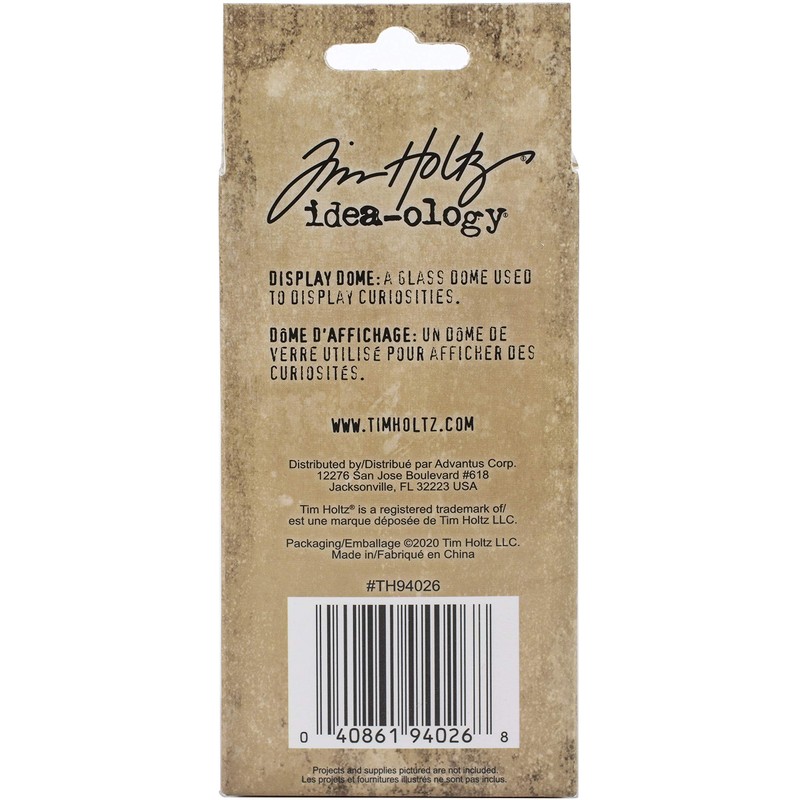 Tim Holtz®
idea-ology®
DISPLAY DOME: A GLASS DOME USED
TO DISPLAY CURIOSITIES.
DÔME D'AFFICHAGE: UN DÔME DE
VERRE UTILISÉ POUR AFFICHER DES
CURIOSITÉS.
WWW.TIMHOLTZ.COM
Distributed by/Distribué par Advantus Corp.
12276 San Jose Boulevard #618
Jacksonville, FL 32223 USA
Tim Holtz® is a registered trademark of/
est une marque déposée de Tim Holtz LLC.
Packaging/Emballage ©2020 Tim Holtz LLC.
Made in/Fabriqué en China
#TH94026
0 40861 94026 8
Projects and supplies pictured are not included.
Les projets et fournitures illustrés ne sont pas inclus.